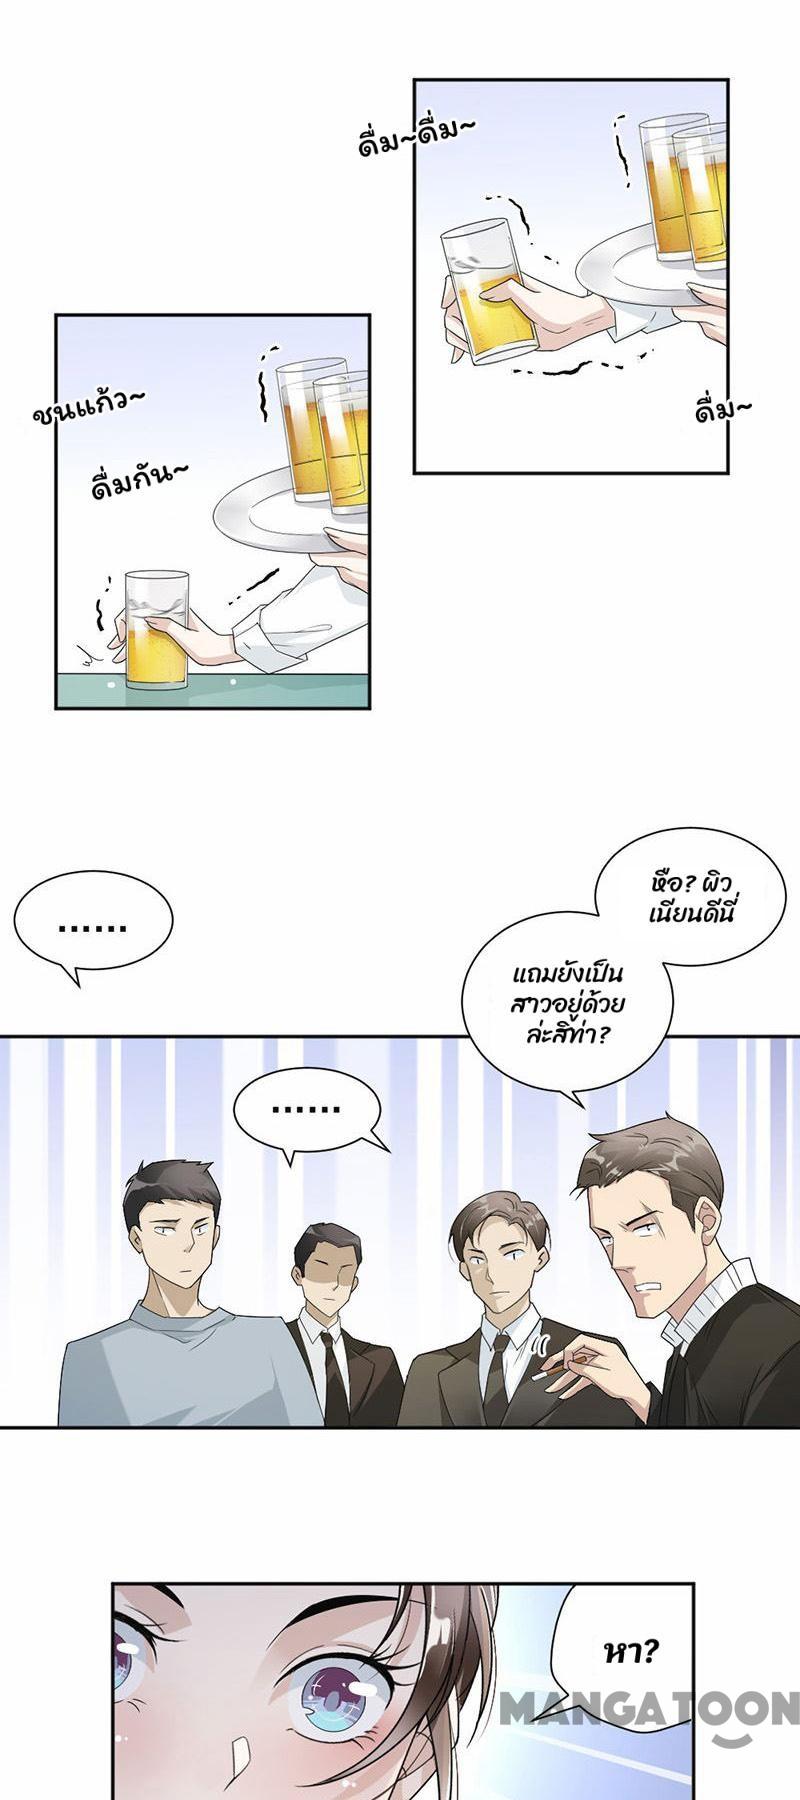 ดื่ม~ดื่ม~
ดื่ม~
ชนแก้ว~
ดื่มกัน~
......
หือ? ผิว
เนียนดีนี่
แถมยังเป็น
สาวอยู่ด้วย
ล่ะสิท่า?
......
หา?
MANGATOON